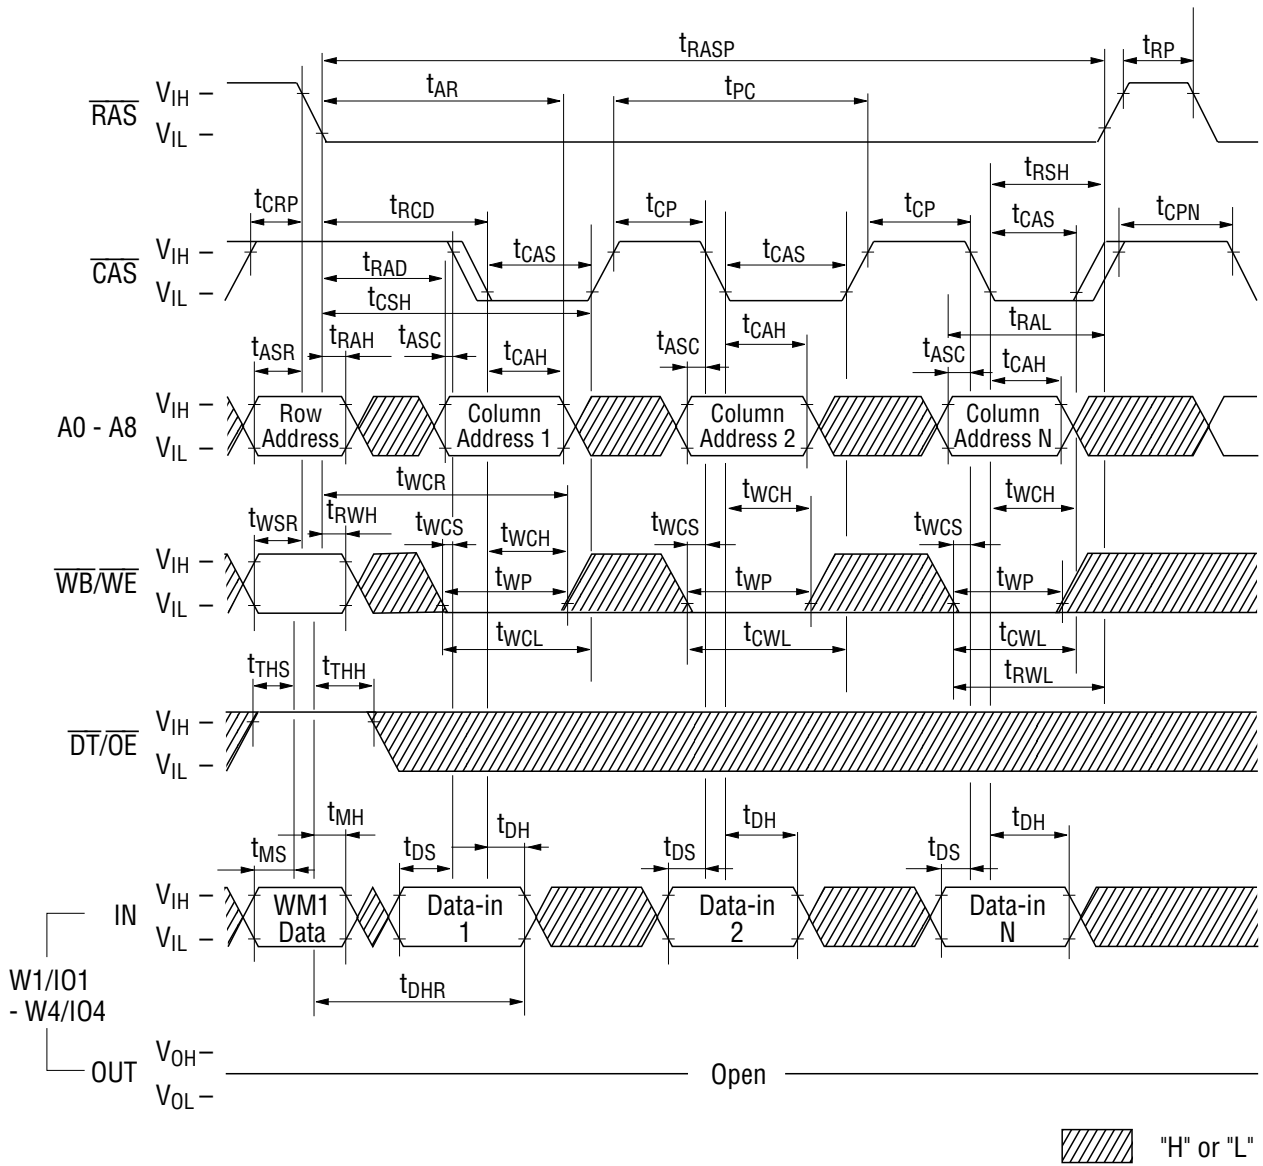 tRASP
tRP
tAR
tPC
RAS
VIH
VIL
tRSH
tCRP
tRCD
tCP
tCP
tCAS
tCPN
CAS
VIH
VIL
tCAS
tCAS
tRAD
tCSH
tRAL
tASR
tRAH
tASC
tCAH
tASC
tCAH
tASC
tCAH
A0 - A8
VIH
VIL
Row
Address
Column
Address 1
Column
Address 2
Column
Address N
tWCR
tWSR
tRWH
tWCS
tWCH
tWCS
tWCH
tWCS
tWCH
WB/WE
VIH
VIL
tWP
tWP
tWP
tWCL
tCWL
tCWL
tRWL
tTHS
tTHH
DT/OE
VIH
VIL
tMS
tMH
tDS
tDH
tDS
tDH
tDS
tDH
W1/IO1
- W4/IO4
IN
VIH
VIL
WM1
Data
Data-in
1
Data-in
2
Data-in
N
tDHR
OUT
VOH
VOL
Open
"H" or "L"